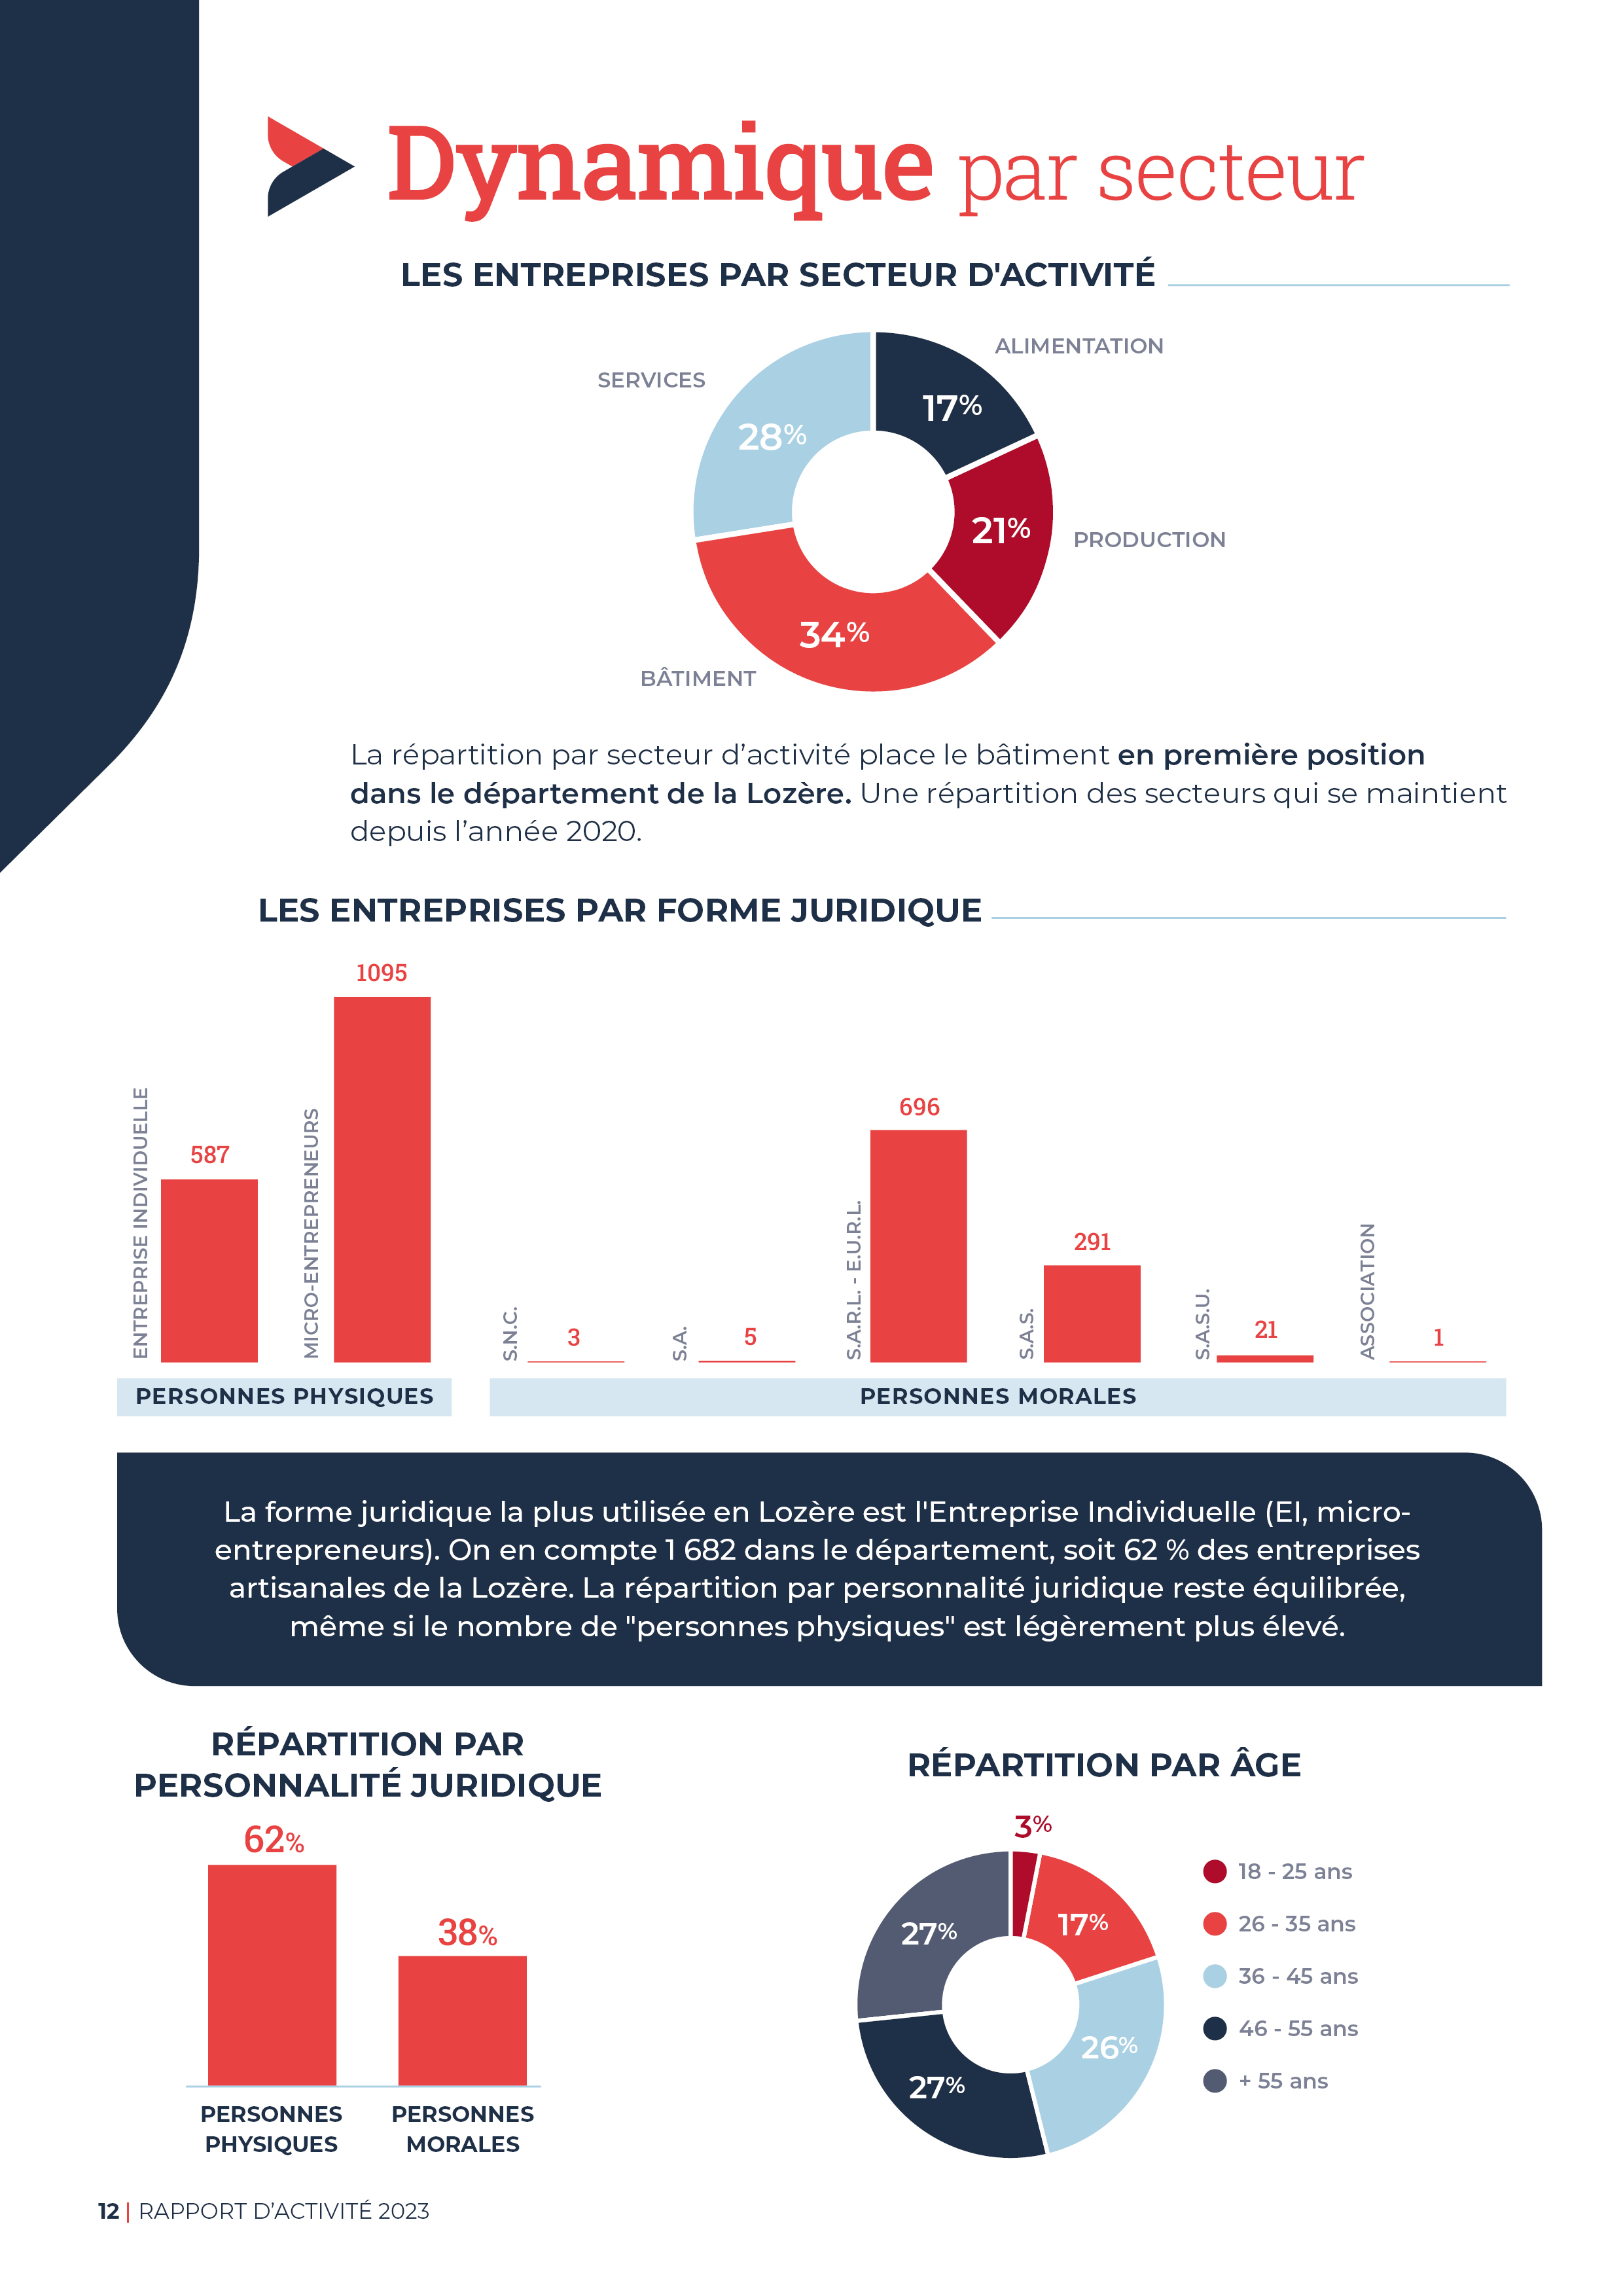 Dynamique par secteur
LES ENTREPRISES PAR SECTEUR D'ACTIVITÉ
ALIMENTATION
SERVICES
17%
28%
21%
PRODUCTION
34%
BÂTIMENT
La répartition par secteur d’activité place le bâtiment en première position
dans le département de la Lozère. Une répartition des secteurs qui se maintient
depuis l’année 2020.
LES ENTREPRISES PAR FORME JURIDIQUE
ENTREPRISE INDIVIDUELLE
587
MICRO-ENTREPRENEURS
1095
S.N.C.
3
S.A.
5
S.A.R.L. - E.U.R.L.
696
S.A.S.
291
S.A.S.U.
21
ASSOCIATION
1
PERSONNES PHYSIQUES
PERSONNES MORALES
La forme juridique la plus utilisée en Lozère est l'Entreprise Individuelle (EI, micro-
entrepreneurs). On en compte 1 682 dans le département, soit 62 % des entreprises
artisanales de la Lozère. La répartition par personnalité juridique reste équilibrée,
même si le nombre de "personnes physiques" est légèrement plus élevé.
RÉPARTITION PAR
PERSONNALITÉ JURIDIQUE
62%
38%
PERSONNES
PHYSIQUES
PERSONNES
MORALES
RÉPARTITION PAR ÂGE
3%
17%
26%
27%
27%
18 - 25 ans
26 - 35 ans
36 - 45 ans
46 - 55 ans
+ 55 ans
12 | RAPPORT D’ACTIVITÉ 2023